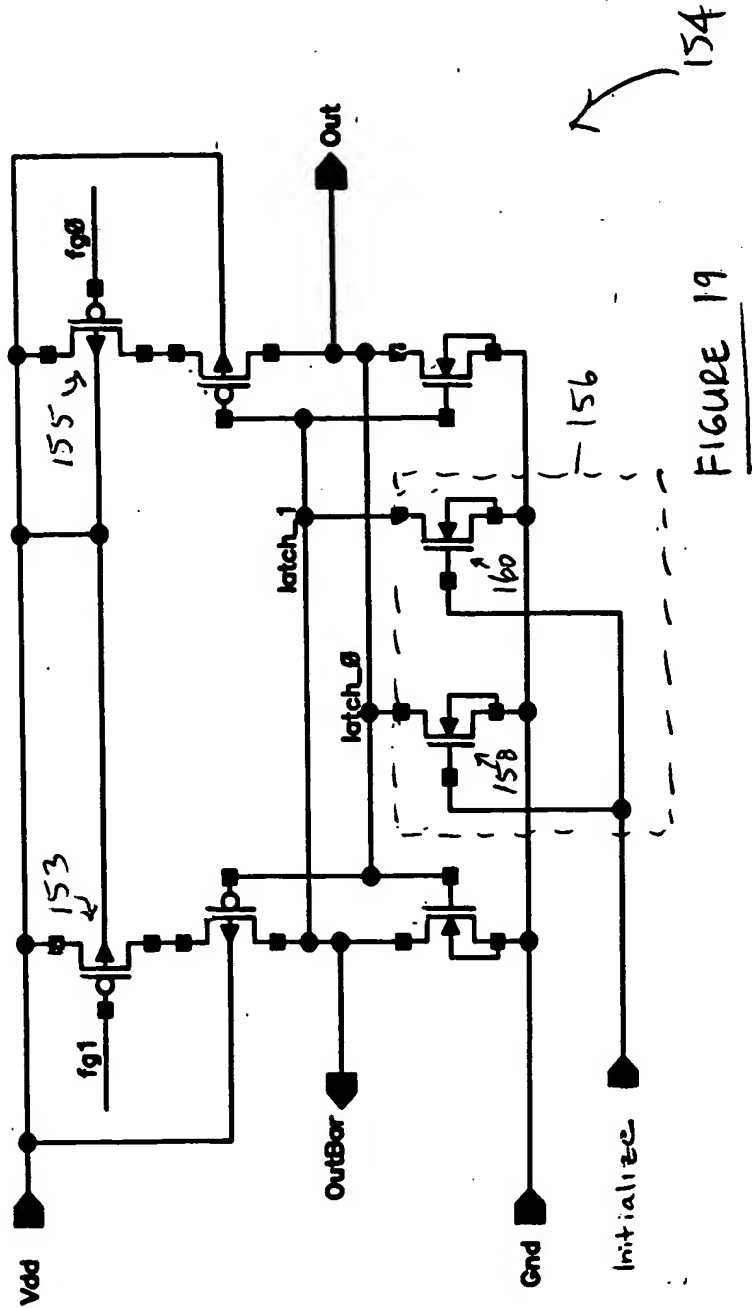 Vdd
153
fg1
155
fg0
OutBar
Out
latch_1
latch_0
158
160
156
Gnd
Initialize
154
FIGURE 19